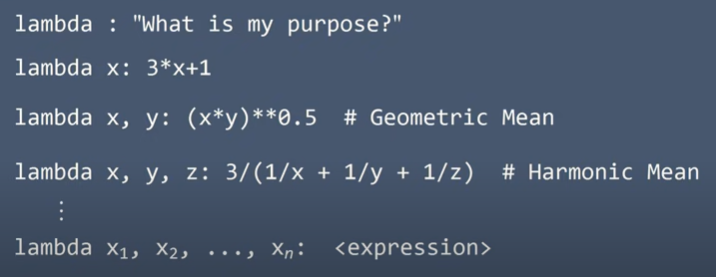 lambda : "What is my purpose?"
lambda x: 3*x+1
lambda x, y: (x*y)**0.5  # Geometric Mean
lambda x, y, z: 3/(1/x + 1/y + 1/z)  # Harmonic Mean
⋮
lambda x₁, x₂, ..., xₙ:  <expression>